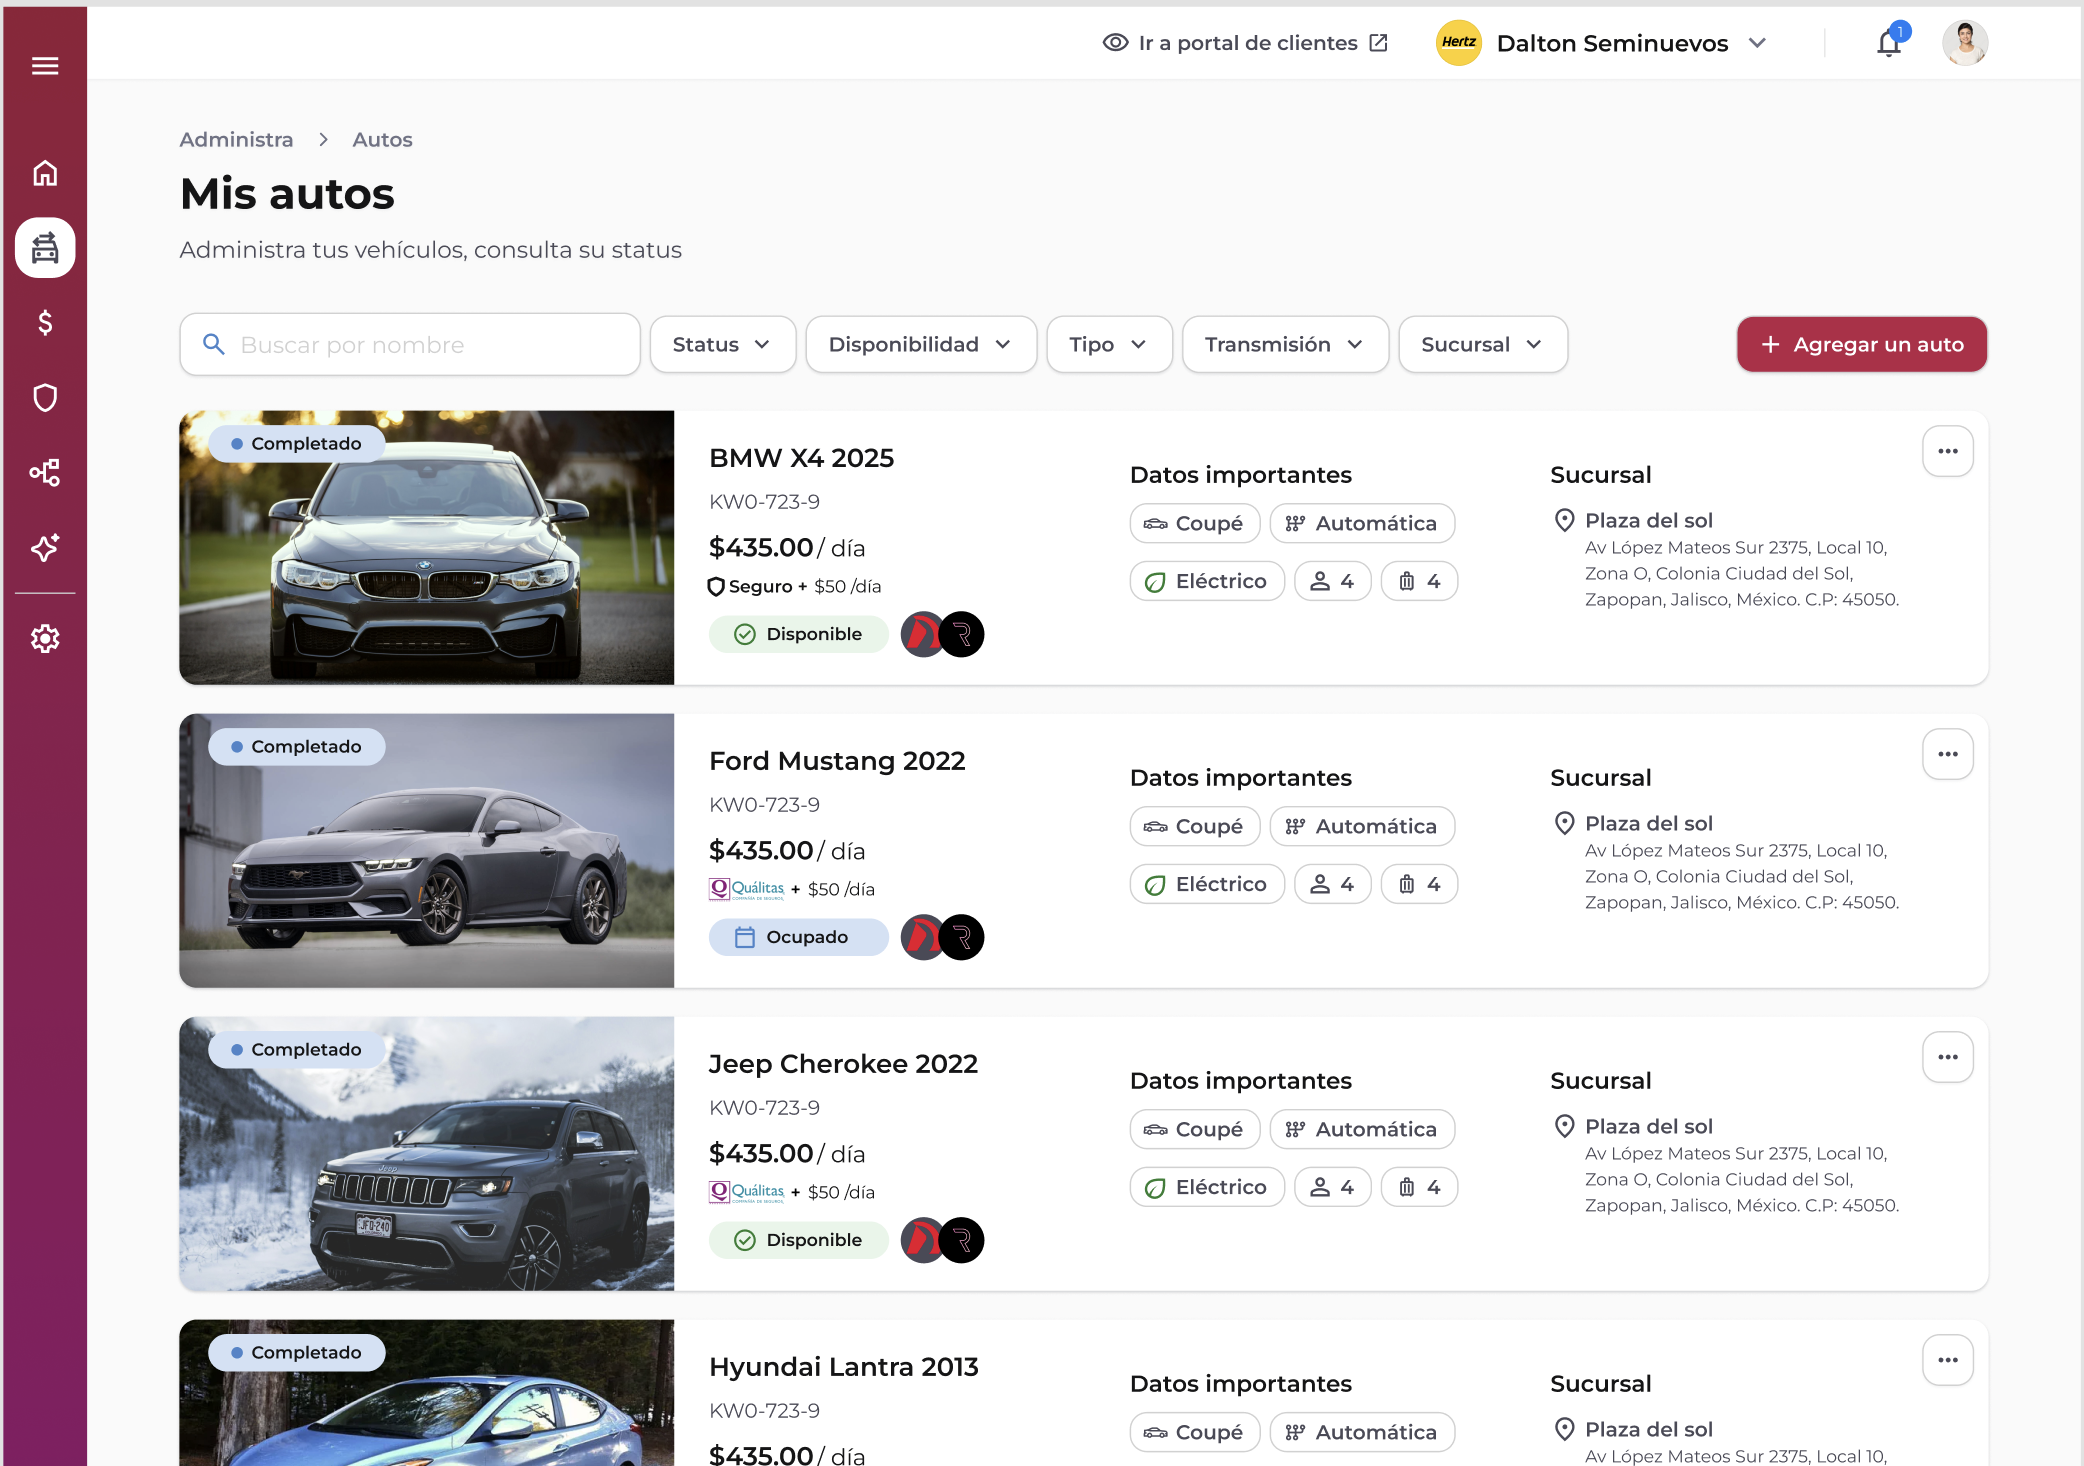 Ir a portal de clientes
Hertz
Dalton Seminuevos
1
Administra
Autos
Mis autos
Administra tus vehículos, consulta su status
Buscar por nombre
Status
Disponibilidad
Tipo
Transmisión
Sucursal
+ Agregar un auto
Completado
BMW X4 2025
KW0-723-9
$435.00 / día
Seguro + $50 /día
Disponible
Datos importantes
Coupé
Automática
Eléctrico
4
4
Sucursal
Plaza del sol
Av López Mateos Sur 2375, Local 10,
Zona O, Colonia Ciudad del Sol,
Zapopan, Jalisco, México. C.P: 45050.
Completado
Ford Mustang 2022
KW0-723-9
$435.00 / día
Quálitas + $50 /día
COMPAÑÍA DE SEGUROS
Ocupado
Datos importantes
Coupé
Automática
Eléctrico
4
4
Sucursal
Plaza del sol
Av López Mateos Sur 2375, Local 10,
Zona O, Colonia Ciudad del Sol,
Zapopan, Jalisco, México. C.P: 45050.
Completado
Jeep
JFQ-240
Jeep Cherokee 2022
KW0-723-9
$435.00 / día
Quálitas + $50 /día
COMPAÑÍA DE SEGUROS
Disponible
Datos importantes
Coupé
Automática
Eléctrico
4
4
Sucursal
Plaza del sol
Av López Mateos Sur 2375, Local 10,
Zona O, Colonia Ciudad del Sol,
Zapopan, Jalisco, México. C.P: 45050.
Completado
Hyundai Lantra 2013
KW0-723-9
$435.00 / día
Datos importantes
Coupé
Automática
Sucursal
Plaza del sol
Av López Mateos Sur 2375, Local 10,